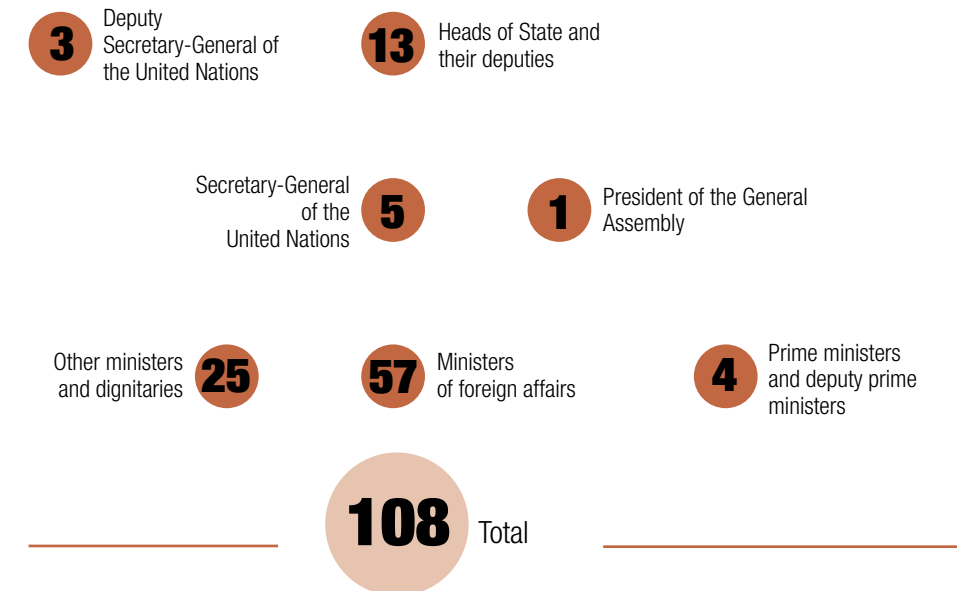 3
Deputy
Secretary-General of
the United Nations
13
Heads of State and
their deputies
Secretary-General
of the
United Nations
5
1
President of the General
Assembly
Other ministers
and dignitaries
25
57
Ministers
of foreign affairs
4
Prime ministers
and deputy prime
ministers
108
Total